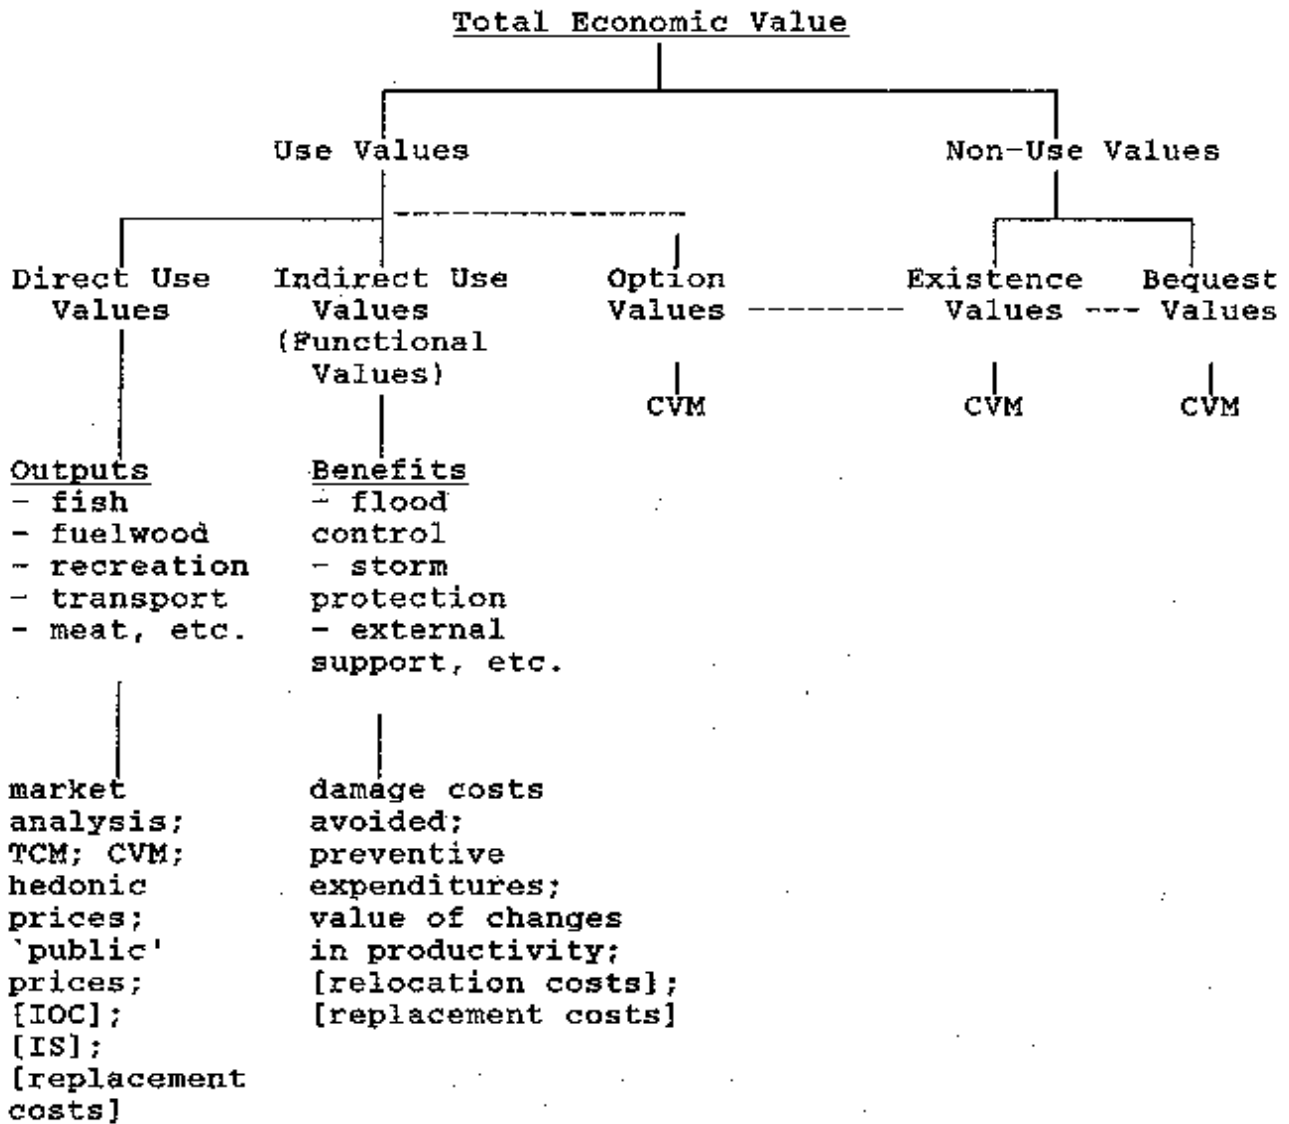 Total Economic Value
Use Values
Non-Use Values
Direct Use
Values
Indirect Use
Values
(Functional
Values)
Option
Values
Existence
Values
Bequest
Values
CVM
CVM
CVM
Outputs
- fish
- fuelwood
- recreation
- transport
- meat, etc.
Benefits
- flood
control
- storm
protection
- external
support, etc.
market
analysis;
TCM; CVM;
hedonic
prices;
`public'
prices;
[IOC];
[IS];
[replacement
costs]
damage costs
avoided;
preventive
expenditures;
value of changes
in productivity;
[relocation costs];
[replacement costs]